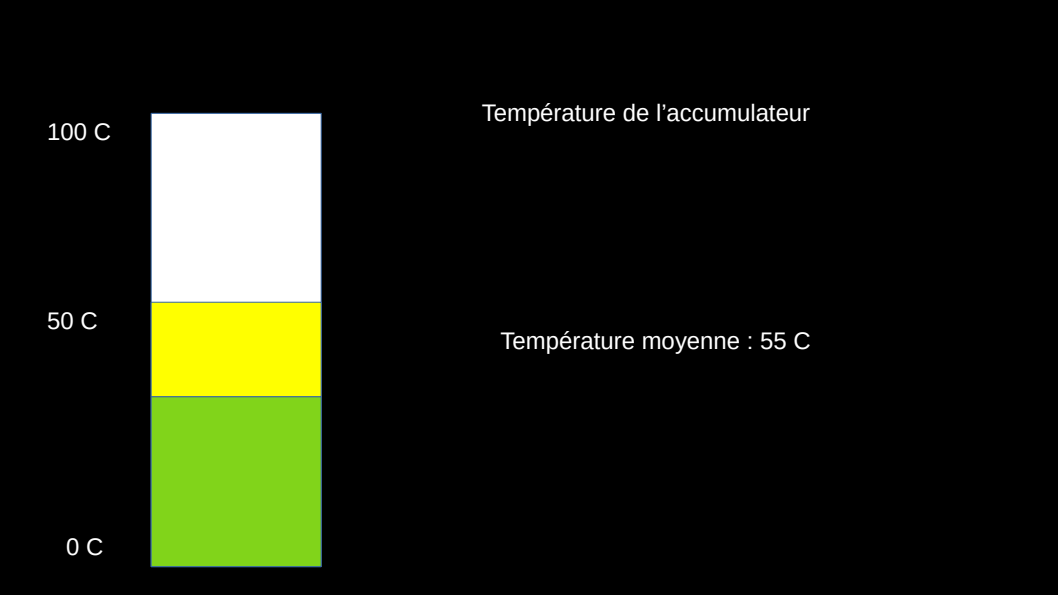 Température de l’accumulateur
100 C
50 C
Température moyenne : 55 C
0 C